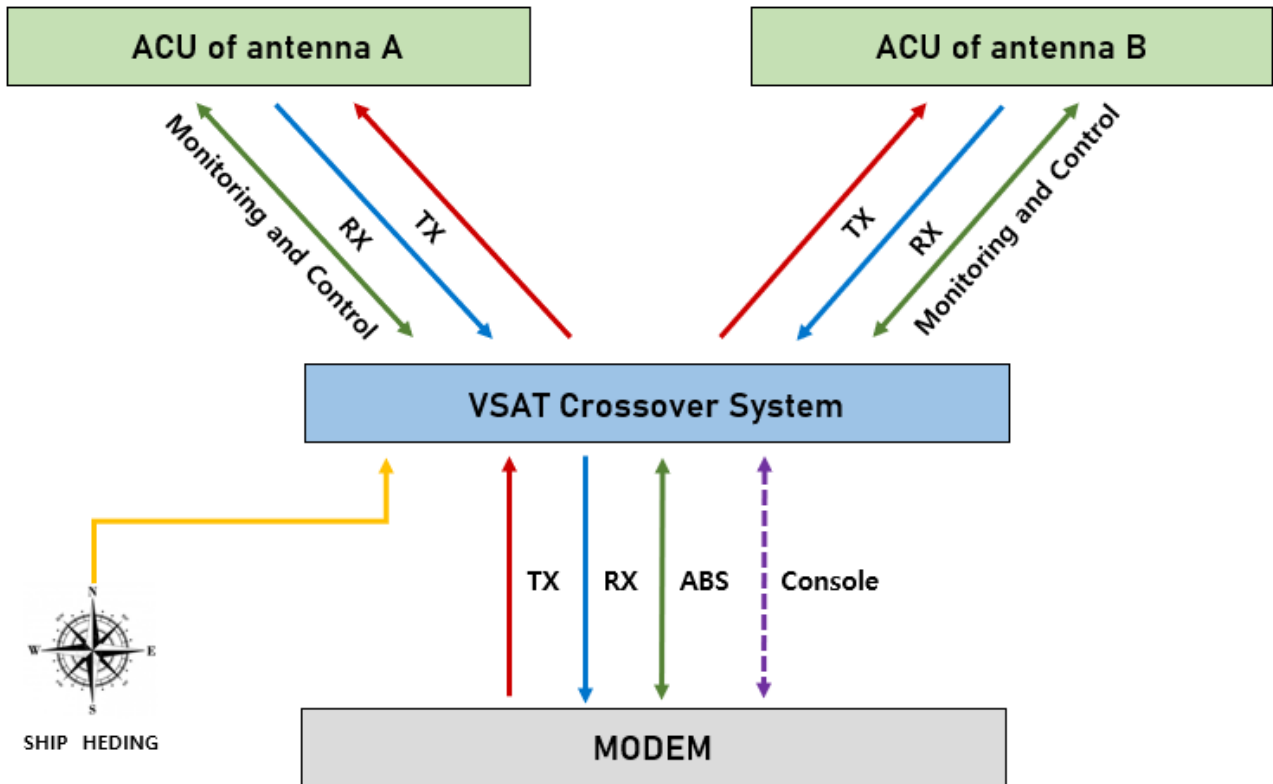 ACU of antenna A
ACU of antenna B
Monitoring and Control
RX
TX
TX
RX
Monitoring and Control
VSAT Crossover System
TX
RX
ABS
Console
N
W
E
S
SHIP HEDING
MODEM